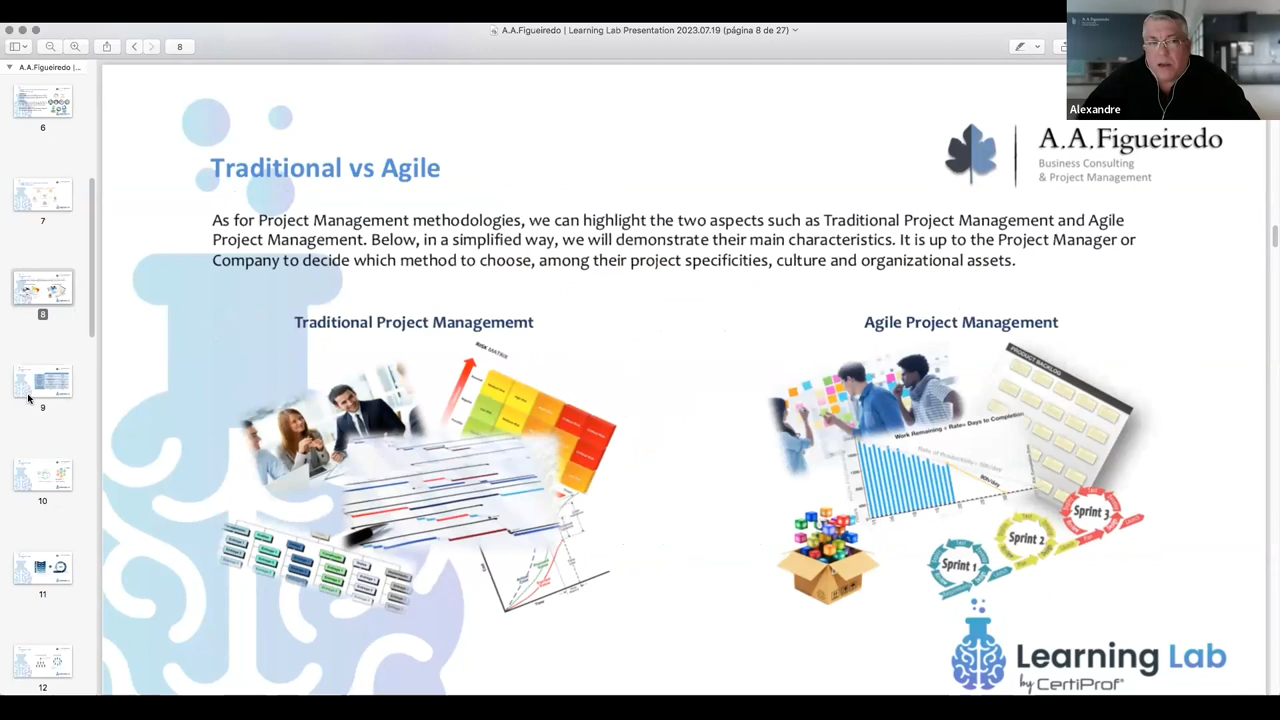 A.A.Figueiredo | Learning Lab Presentation 2023.07.19 (página 8 de 27)
8
A.A.Figueiredo |...
6
7
8
9
10
11
12
Alexandre
A.A.Figueiredo
Business Consulting
& Project Management
Traditional vs Agile
As for Project Management methodologies, we can highlight the two aspects such as Traditional Project Management and Agile
Project Management. Below, in a simplified way, we will demonstrate their main characteristics. It is up to the Project Manager or
Company to decide which method to choose, among their project specificities, culture and organizational assets.
Traditional Project Managememt
RISK MATRIX
Agile Project Management
PRODUCT BACKLOG
Work Remaining ÷ Rate= Days to Completion
Sprint 1
Sprint 2
Sprint 3
Learning Lab
by CertiProf